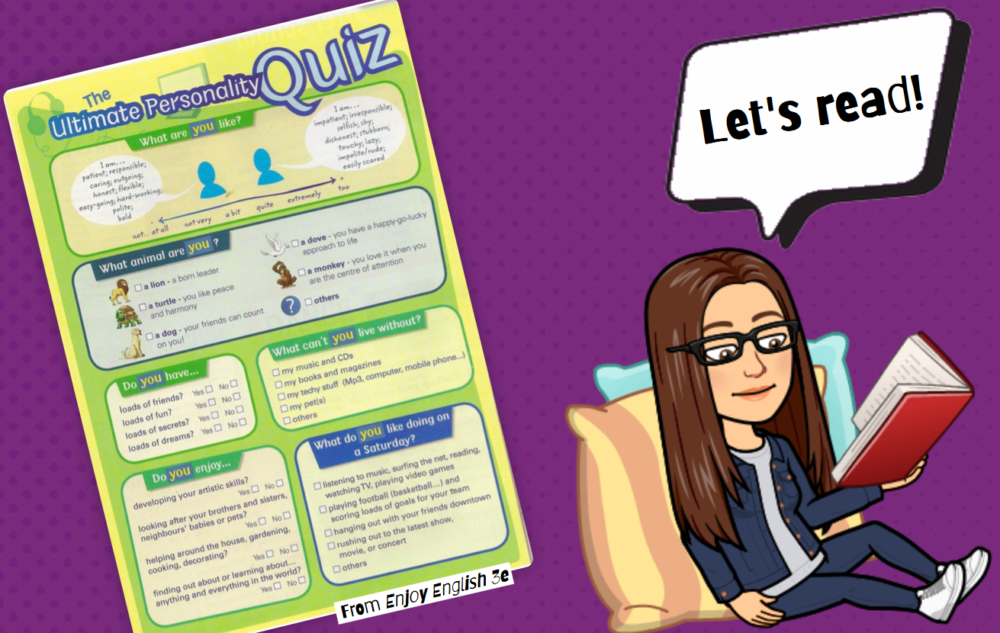 The
Ultimate Personality Quiz
What are you like?
I am...
patient; responsible;
caring; outgoing;
honest; flexible;
easy-going; hard-working;
polite;
bold
I am...
impatient; irresponsible;
selfish; shy;
dishonest; stubborn;
touchy; lazy;
impolite/rude;
easily scared
- +
not... at all not very a bit quite extremely too
What animal are you ?
a lion - a born leader
a turtle - you like peace
and harmony
a dog - your friends can count
on you!
a dove - you have a happy-go-lucky
approach to life
a monkey - you love it when you
are the centre of attention
?
others
Do you have...
loads of friends? Yes No
loads of fun? Yes No
loads of secrets? Yes No
loads of dreams? Yes No
What can't you live without?
my music and CDs
my books and magazines
my techy stuff (Mp3, computer, mobile phone...)
my pet(s)
others
Do you enjoy...
developing your artistic skills?
Yes No
looking after your brothers and sisters,
neighbours' babies or pets?
Yes No
helping around the house, gardening,
cooking, decorating?
Yes No
finding out about or learning about...
anything and everything in the world?
Yes No
What do you like doing on
a Saturday?
listening to music, surfing the net, reading,
watching TV, playing video games
playing football (basketball...) and
scoring loads of goals for your team
hanging out with your friends downtown
rushing out to the latest show,
movie, or concert
others
From Enjoy English 3e
Let's read!